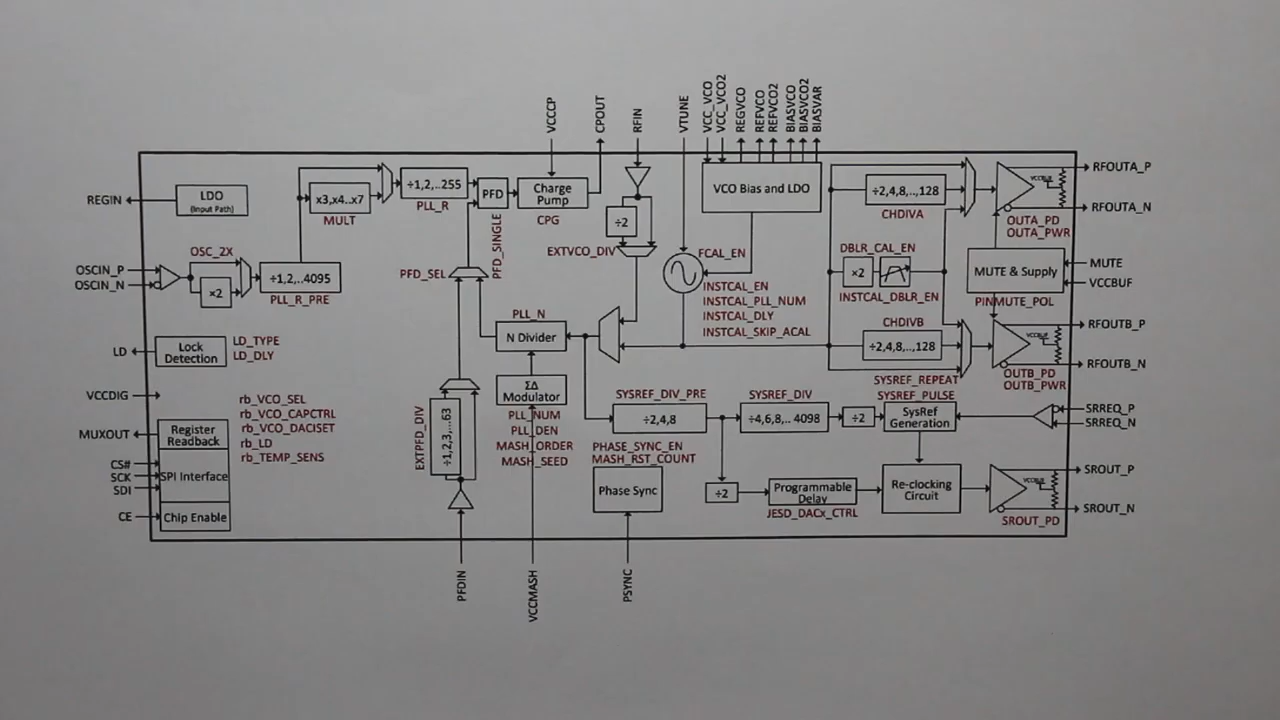 VCCCP
CPOUT
RFIN
VTUNE
VCC_VCO
VCC_VCO2
REGVCO
REFVCO
REFVCO2
BIASVCO
BIASVCO2
BIASVAR
REGIN
LDO
(Input Path)
x3,x4..x7
MULT
÷1,2,..255
PLL_R
PFD
PFD_SINGLE
Charge
Pump
CPG
÷2
EXTVCO_DIV
VCO Bias and LDO
FCAL_EN
÷2,4,8,..,128
CHDIVA
VCCBUF
OUTA_PD
OUTA_PWR
RFOUTA_P
RFOUTA_N
OSCIN_P
OSCIN_N
OSC_2X
×2
÷1,2,..4095
PLL_R_PRE
PFD_SEL
INSTCAL_EN
INSTCAL_PLL_NUM
INSTCAL_DLY
INSTCAL_SKIP_ACAL
DBLR_CAL_EN
×2
INSTCAL_DBLR_EN
MUTE & Supply
PINMUTE_POL
MUTE
VCCBUF
PLL_N
N Divider
CHDIVB
÷2,4,8,..,128
VCCBUF
OUTB_PD
OUTB_PWR
RFOUTB_P
RFOUTB_N
LD
Lock
Detection
LD_TYPE
LD_DLY
VCCDIG
MUXOUT
CS#
SCK
SDI
CE
Register
Readback
SPI Interface
Chip Enable
rb_VCO_SEL
rb_VCO_CAPCTRL
rb_VCO_DACISET
rb_LD
rb_TEMP_SENS
EXTPFD_DIV
÷1,2,3,...63
ΣΔ
Modulator
PLL_NUM
PLL_DEN
MASH_ORDER
MASH_SEED
SYSREF_DIV_PRE
÷2,4,8
SYSREF_DIV
÷4,6,8,.. 4098
÷2
SYSREF_REPEAT
SYSREF_PULSE
SysRef
Generation
SRREQ_P
SRREQ_N
PHASE_SYNC_EN
MASH_RST_COUNT
Phase Sync
÷2
Programmable
Delay
JESD_DACx_CTRL
Re-clocking
Circuit
VCCBUF
SROUT_PD
SROUT_P
SROUT_N
PFDIN
VCCMASH
PSYNC